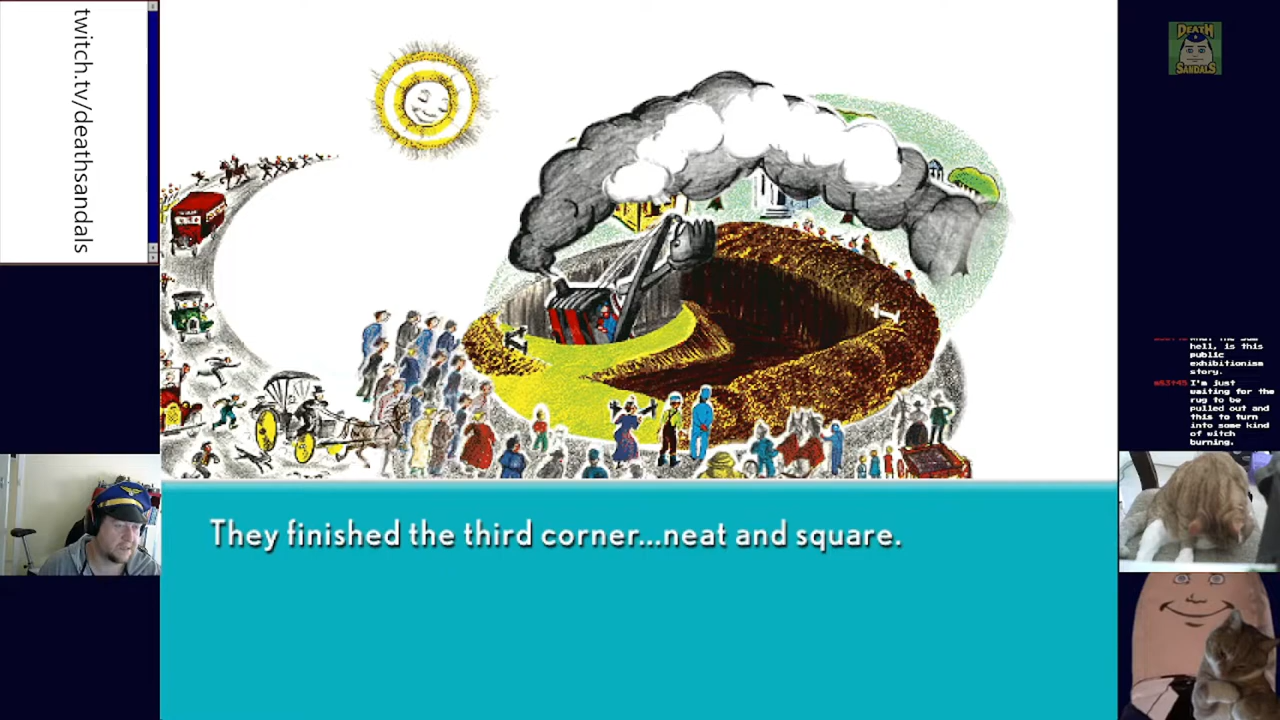 twitch.tv/deathsandals
DEATH
SANDALS
hell, is this
public
exhibitionism
story.
m53t45 I'm just
waiting for the
rug to be
pulled out and
this to turn
into some kind
of witch
burning.
They finished the third corner...neat and square.